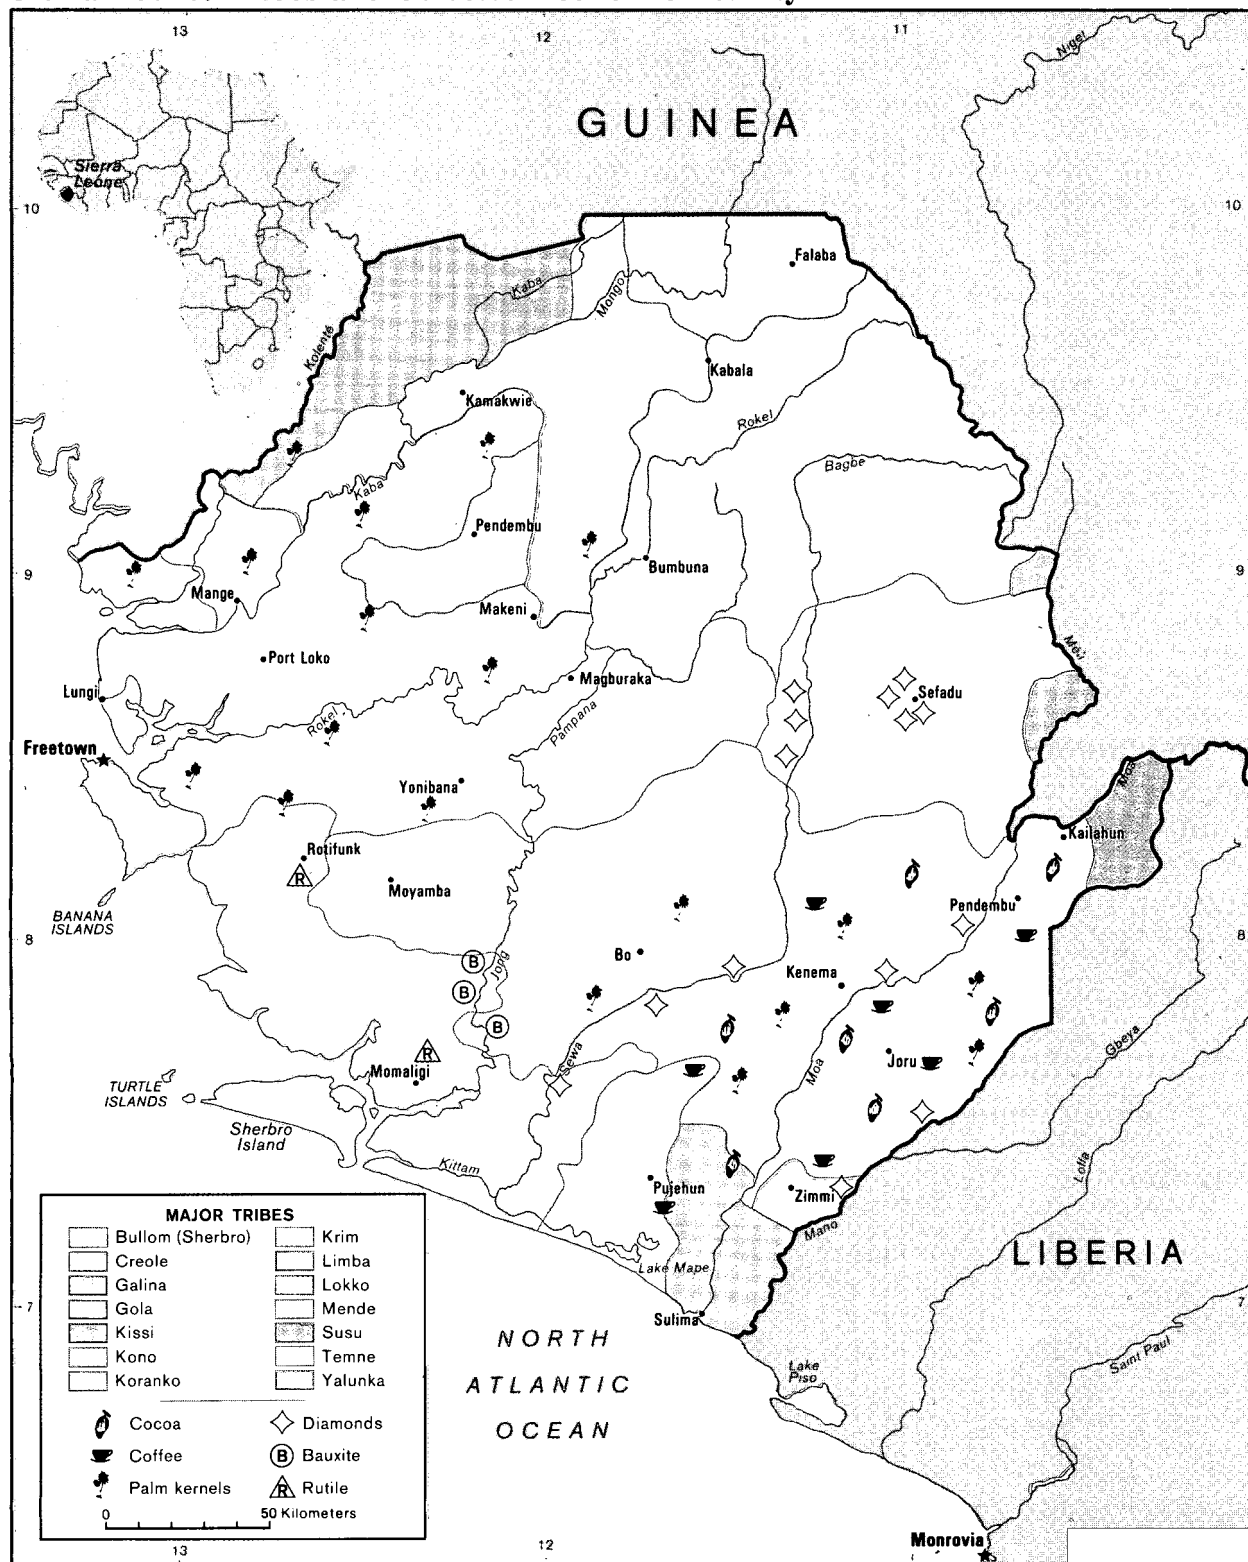 13
12
11
Niger
GUINEA
Sierra
Leone
10
10
Falaba
Kaba
Mongo
Kolenté
Kabala
Kamakwie
Rokel
Bagbe
Kaba
Pendembu
Bumbuna
9
9
Mange
Makeni
Port Loko
Magburaka
Lungi
Sefadu
Rokel
Pampana
Freetown
Yonibana
Moa
Kailahun
Rotifunk
R
Moyamba
BANANA
ISLANDS
Pendembu
8
8
Bo
B
Jong
Kenema
B
B
Sewa
Moa
Joru
Gbeya
R
Momaligi
TURTLE
ISLANDS
Sherbro
Island
Kittam
Loffa
Pujehun
Zimmi
Mano
LIBERIA
Lake Mape
7
7
Sulima
NORTH
ATLANTIC
OCEAN
Lake
Piso
Saint Paul
MAJOR TRIBES
Bullom (Sherbro)
Krim
Creole
Limba
Galina
Lokko
Gola
Mende
Kissi
Susu
Kono
Temne
Koranko
Yalunka
Cocoa
Diamonds
Coffee
B Bauxite
Palm kernels
R Rutile
0 50 Kilometers
Monrovia
13
12